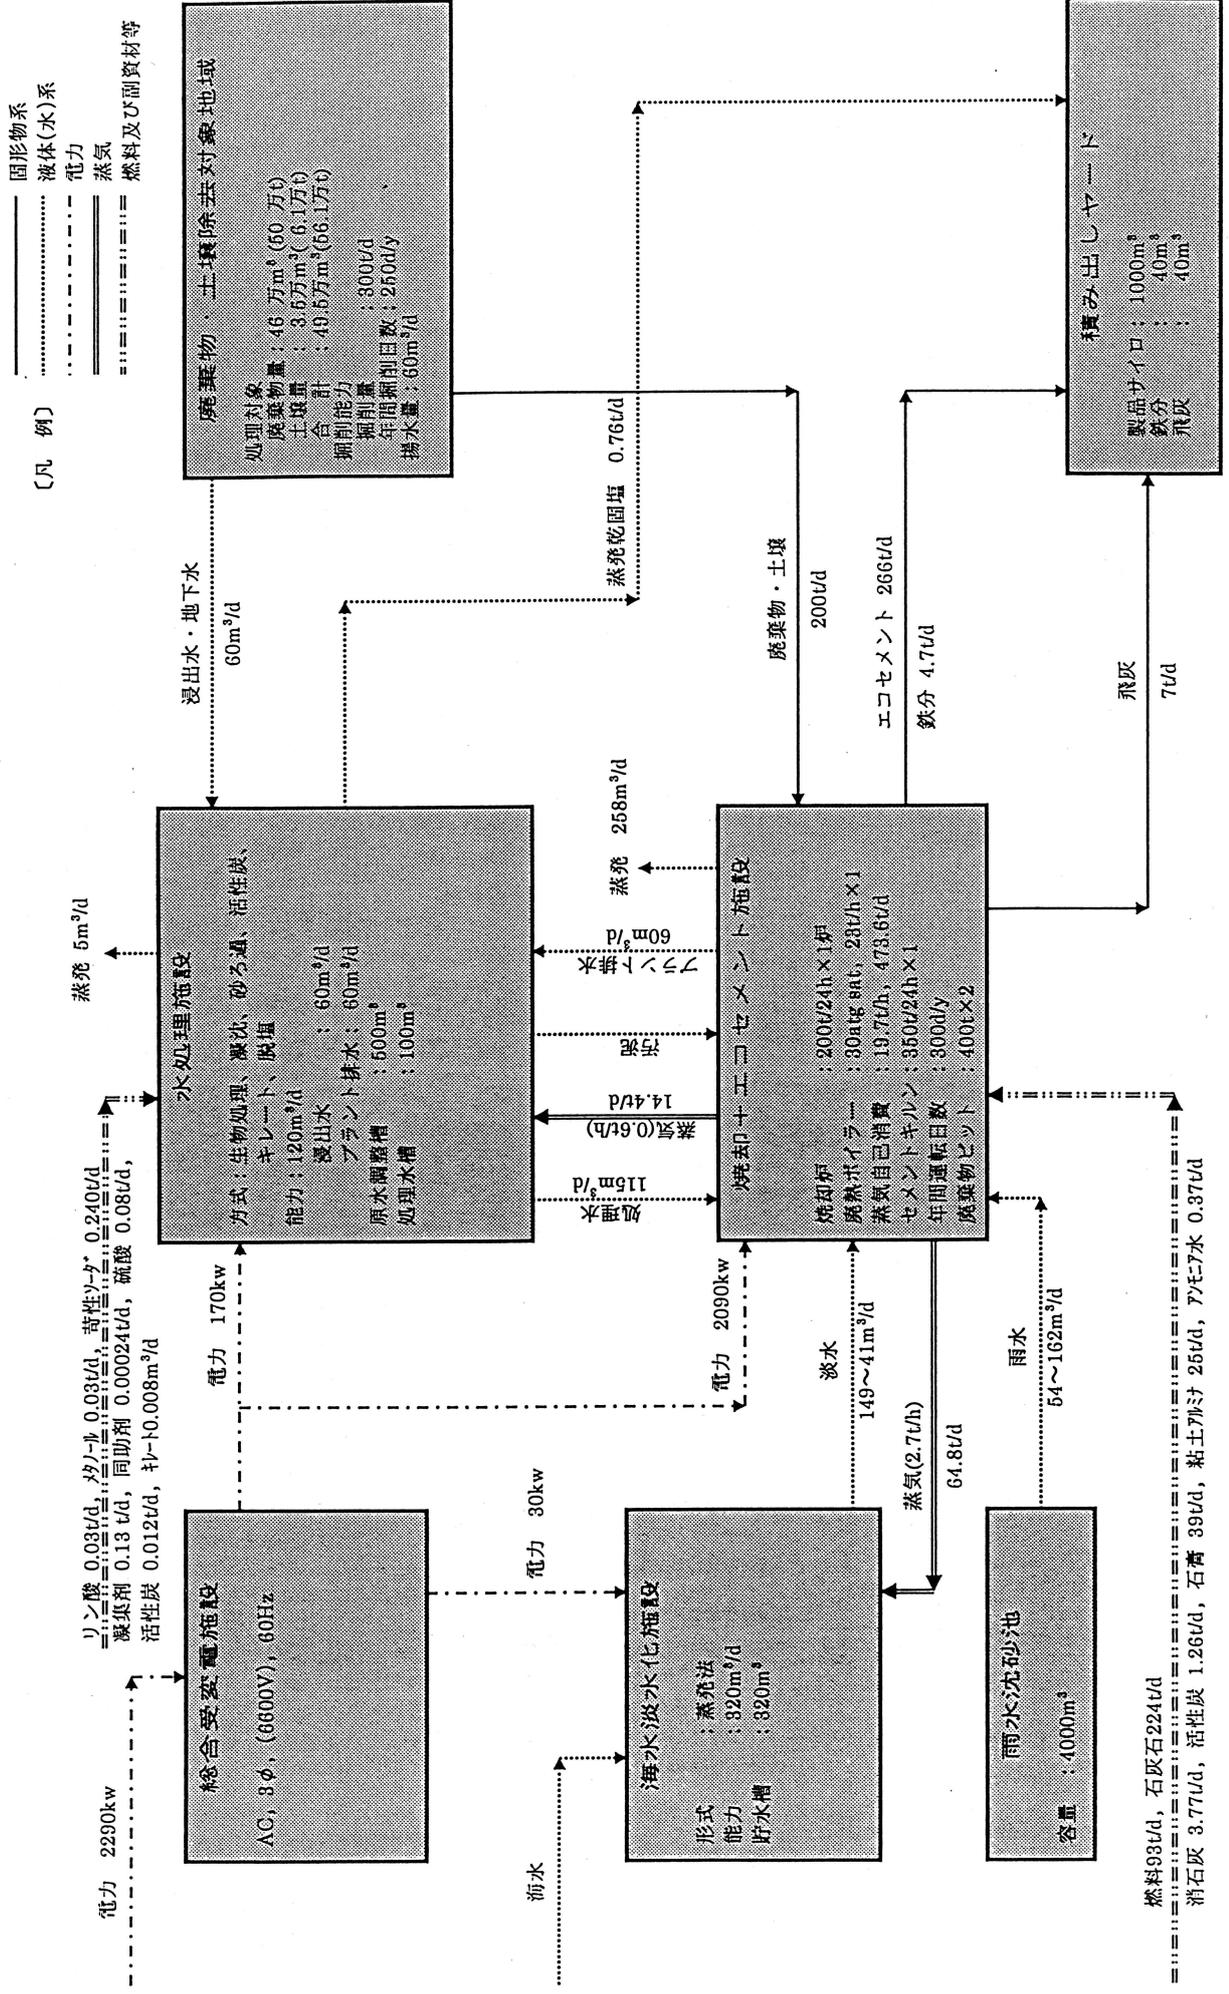 〔凡　例〕
固形物系
液体(水)系
電力
蒸気
燃料及び副資材等
電力　2290kw
総合受変電施設
AC, 3φ, (6600V), 60Hz
リン酸 0.03t/d, メタノール 0.03t/d, 苛性ソーダ 0.240t/d
凝集剤 0.13 t/d, 同助剤 0.00024t/d, 硫酸 0.08t/d,
活性炭 0.012t/d, キレート0.008m³/d
電力　170kw
電力　2090kw
電力　30kw
蒸発 5m³/d
水処理施設
方式：生物処理、凝沈、砂ろ過、活性炭、
キレート、脱塩
能力：120m³/d
浸出水　　：60m³/d
プラント排水：60m³/d
原水調整槽　：500m³
処理水槽　　：100m³
浸出水・地下水
60m³/d
廃棄物・土壌除去対象地域
処理対象
廃棄物量：46 万m³(50 万t)
土壌量　：3.5万m³( 6.1万t)
合　計　：49.5万m³(56.1万t)
掘削能力
掘削量　　　：300t/d
年間掘削日数：250d/y
揚水量：60m³/d
蒸発乾固塩　0.76t/d
処理水
115m³/d
蒸気(0.6t/h)
14.4t/d
汚泥
プラント排水
60m³/d
蒸発　258m³/d
廃棄物・土壌
200t/d
海水
海水淡水化施設
形式　　：蒸発法
能力　　：320m³/d
貯水槽　：320m³
淡水
149～41m³/d
蒸気(2.7t/h)
64.8t/d
焼却＋エコセメント施設
焼却炉　　　：200t/24h×1炉
廃熱ボイラー　：30atg sat, 23t/h×1
蒸気自己消費　：19.7t/h, 473.6t/d
セメントキルン：350t/24h×1
年間運転日数　：300d/y
廃棄物ピット　：400t×2
エコセメント 266t/d
鉄分 4.7t/d
飛灰
7t/d
積み出しヤード
製品サイロ：1000m³
鉄分　　　：　40m³
飛灰　　　：　40m³
雨水沈砂池
容量　：4000m³
雨水
54～162m³/d
燃料93t/d, 石灰石224t/d
消石灰 3.77t/d, 活性炭 1.26t/d, 石膏 39t/d, 粘土アルミナ 25t/d, アンモニア水 0.37t/d